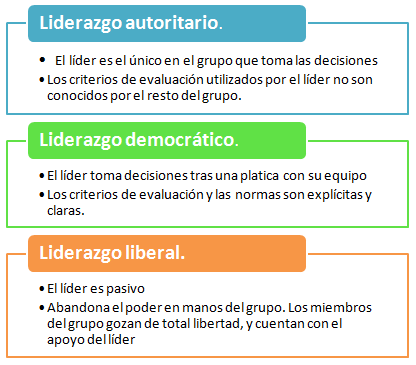 Liderazgo autoritario.
• El líder es el único en el grupo que toma las decisiones
• Los criterios de evaluación utilizados por el líder no son
conocidos por el resto del grupo.
Liderazgo democrático.
• El líder toma decisiones tras una platica con su equipo
• Los criterios de evaluación y las normas son explícitas y
claras.
Liderazgo liberal.
• El líder es pasivo
• Abandona el poder en manos del grupo. Los miembros
del grupo gozan de total libertad, y cuentan con el
apoyo del líder